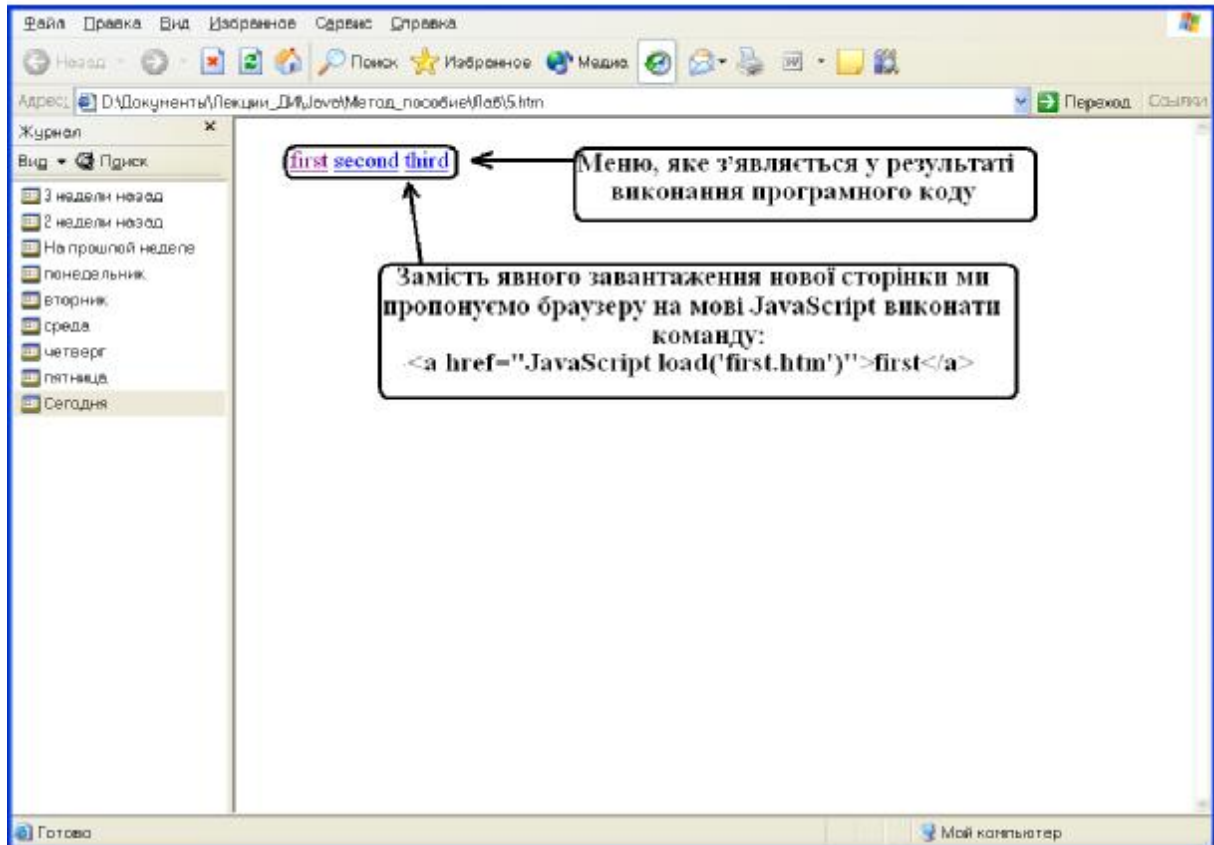 Файл Правка Вид Избранное Сервис Справка
Назад Поиск Избранное Медиа
Адрес: D:\Документы\Лекции_ДИ\Java\Метод_пособие\Лаб\5.htm Переход Ссылки
Журнал
Вид Поиск
3 недели назад
2 недели назад
На прошлой неделе
понедельник
вторник
среда
четверг
пятница
Сегодня
first second third
Меню, яке з'являється у результаті
виконання програмного коду
Замість явного завантаження нової сторінки ми
пропонуємо браузеру на мові JavaScript виконати
команду:
<a href="JavaScript load('first.htm')">first</a>
Готово Мой компьютер